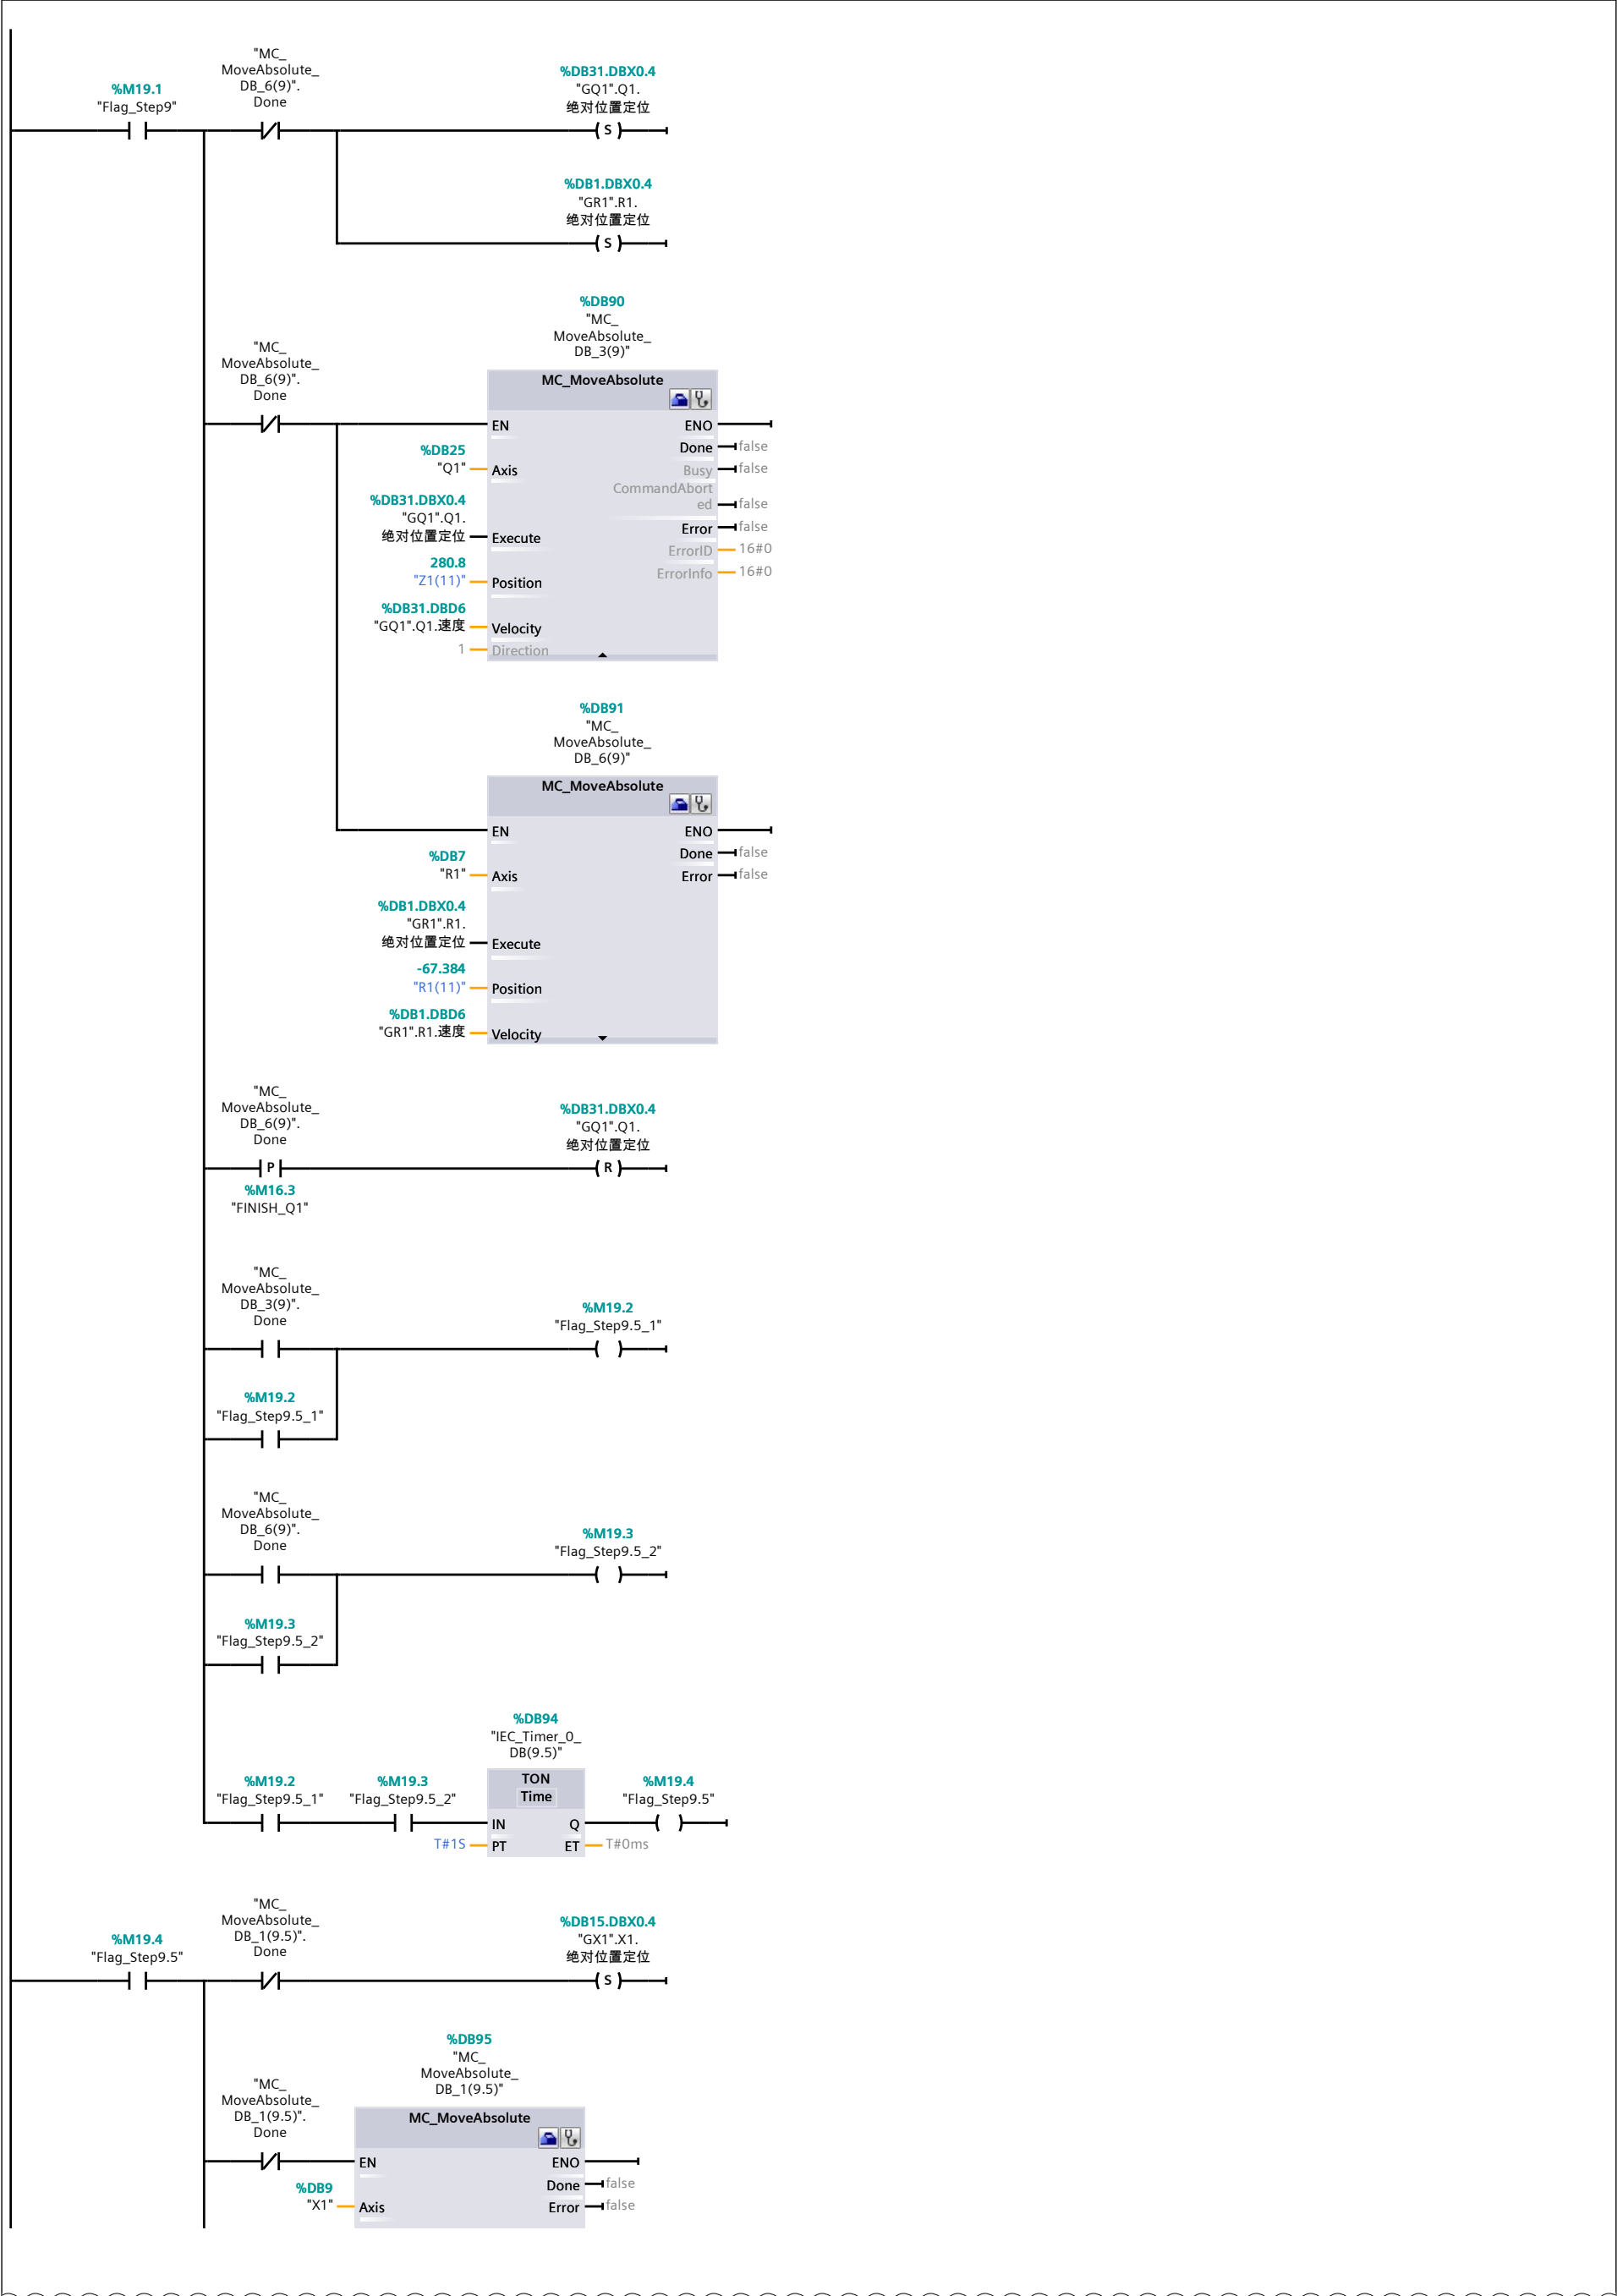 "MC_
MoveAbsolute_
DB_6(9)".
Done
%M19.1
"Flag_Step9"
%DB31.DBX0.4
"GQ1".Q1.
绝对位置定位
S
%DB1.DBX0.4
"GR1".R1.
绝对位置定位
S
%DB90
"MC_
MoveAbsolute_
DB_3(9)"
"MC_
MoveAbsolute_
DB_6(9)".
Done
MC_MoveAbsolute
EN
ENO
Done
false
%DB25
"Q1"
Axis
Busy
false
CommandAbort
ed
false
%DB31.DBX0.4
"GQ1".Q1.
绝对位置定位
Execute
Error
false
ErrorID
16#0
280.8
"Z1(11)"
Position
ErrorInfo
16#0
%DB31.DBD6
"GQ1".Q1.速度
Velocity
1
Direction
%DB91
"MC_
MoveAbsolute_
DB_6(9)"
MC_MoveAbsolute
EN
ENO
Done
false
%DB7
"R1"
Axis
Error
false
%DB1.DBX0.4
"GR1".R1.
绝对位置定位
Execute
-67.384
"R1(11)"
Position
%DB1.DBD6
"GR1".R1.速度
Velocity
"MC_
MoveAbsolute_
DB_6(9)".
Done
P
%M16.3
"FINISH_Q1"
%DB31.DBX0.4
"GQ1".Q1.
绝对位置定位
R
"MC_
MoveAbsolute_
DB_3(9)".
Done
%M19.2
"Flag_Step9.5_1"
%M19.2
"Flag_Step9.5_1"
"MC_
MoveAbsolute_
DB_6(9)".
Done
%M19.3
"Flag_Step9.5_2"
%M19.3
"Flag_Step9.5_2"
%DB94
"IEC_Timer_0_
DB(9.5)"
%M19.2
"Flag_Step9.5_1"
%M19.3
"Flag_Step9.5_2"
TON
Time
IN
Q
T#1S
PT
ET
T#0ms
%M19.4
"Flag_Step9.5"
"MC_
MoveAbsolute_
DB_1(9.5)".
Done
%M19.4
"Flag_Step9.5"
%DB15.DBX0.4
"GX1".X1.
绝对位置定位
S
%DB95
"MC_
MoveAbsolute_
DB_1(9.5)"
"MC_
MoveAbsolute_
DB_1(9.5)".
Done
MC_MoveAbsolute
EN
ENO
Done
false
%DB9
"X1"
Axis
Error
false